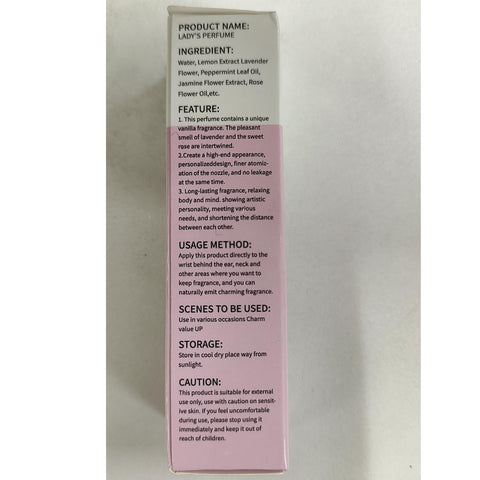 PRODUCT NAME:
LADY'S PERFUME
INGREDIENT:
Water, Lemon Extract Lavender
Flower, Peppermint Leaf Oil,
Jasmine Flower Extract, Rose
Flower Oil,etc.
FEATURE:
1. This perfume contains a unique
vanilla fragrance. The pleasant
smell of lavender and the sweet
rose are intertwined.
2.Create a high-end appearance,
personalizeddesign, finer atomiz-
ation of the nozzle, and no leakage
at the same time.
3. Long-lasting fragrance, relaxing
body and mind. showing artistic
personality, meeting various
needs, and shortening the distance
between each other.
USAGE METHOD:
Apply this product directly to the
wrist behind the ear, neck and
other areas where you want to
keep fragrance, and you can
naturally emit charming fragrance.
SCENES TO BE USED:
Use in various occasions Charm
value UP
STORAGE:
Store in cool dry place way from
sunlight.
CAUTION:
This product is suitable for external
use only, use with caution on sensit-
ive skin. if you feel uncomfortable
during use, please stop using it
immediately and keep it out of
reach of children.